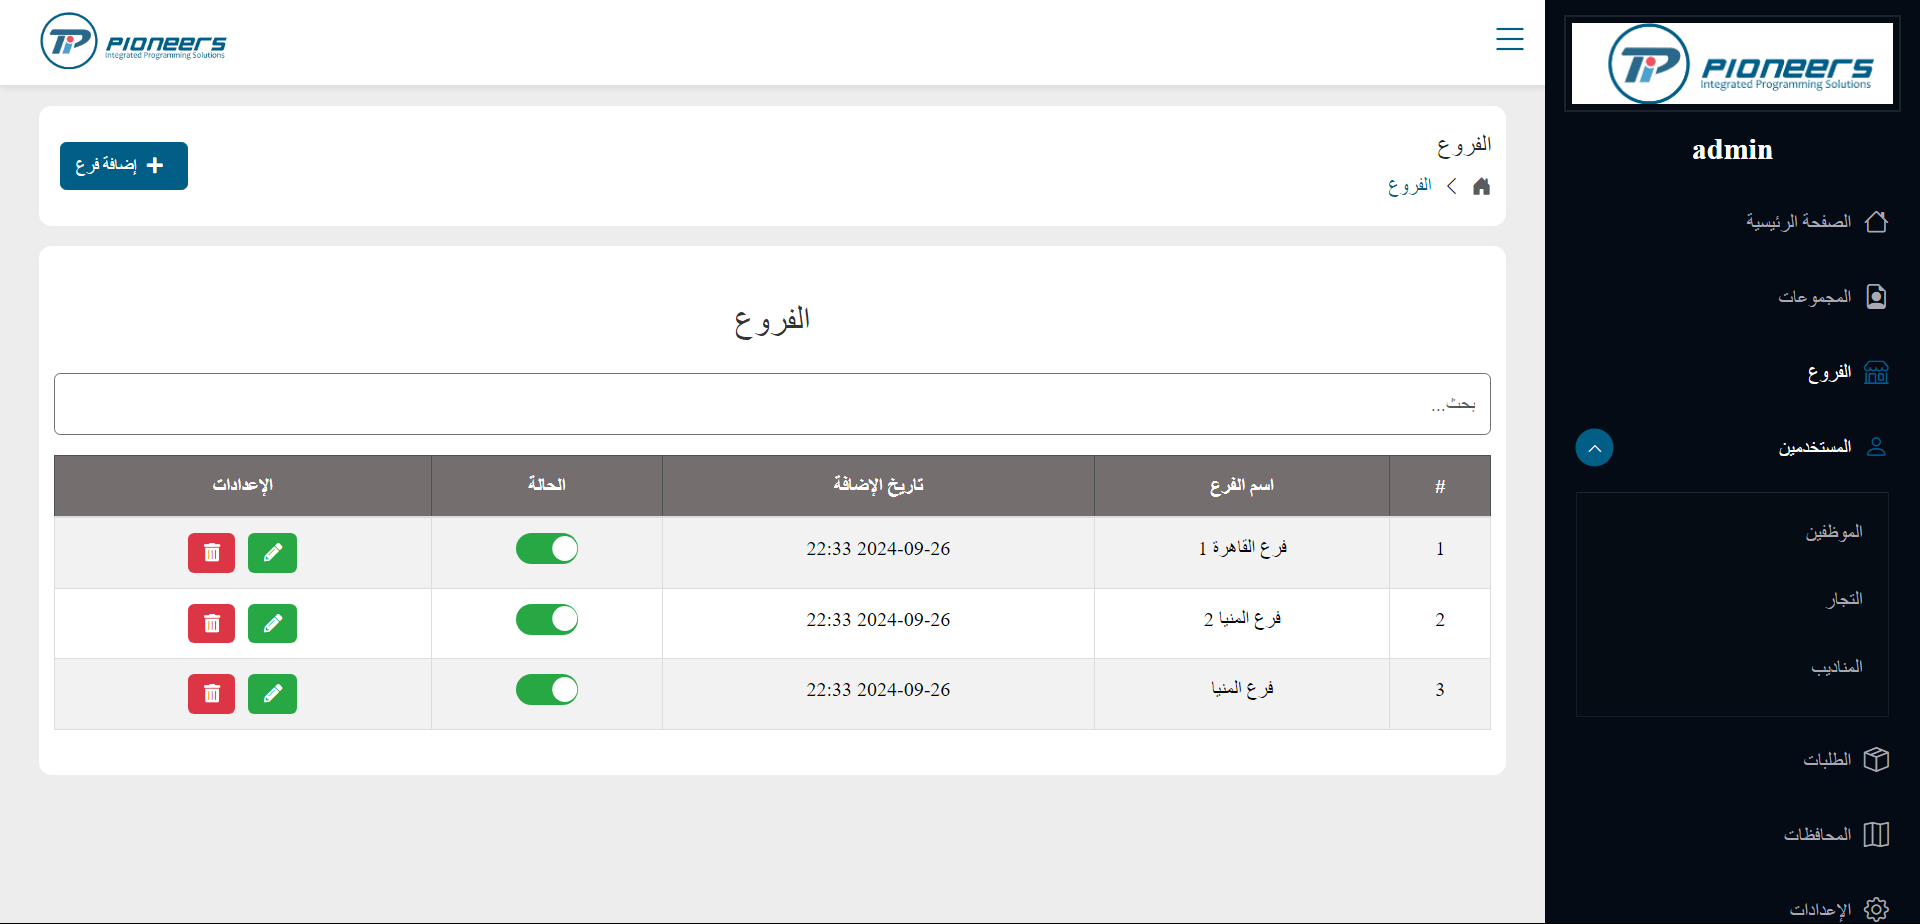 Pioneers
Integrated Programming Solutions
admin
الصفحة الرئيسية
المجموعات
الفروع
المستخدمين
الموظفين
التجار
المناديب
الطلبات
المحافظات
الإعدادات
Pioneers
Integrated Programming Solutions
الفروع
الفروع
إضافة فرع
الفروع
بحث...
# اسم الفرع تاريخ الإضافة الحالة الإعدادات
1 فرع القاهرة 1 22:33 2024-09-26
2 فرع المنيا 2 22:33 2024-09-26
3 فرع المنيا 22:33 2024-09-26